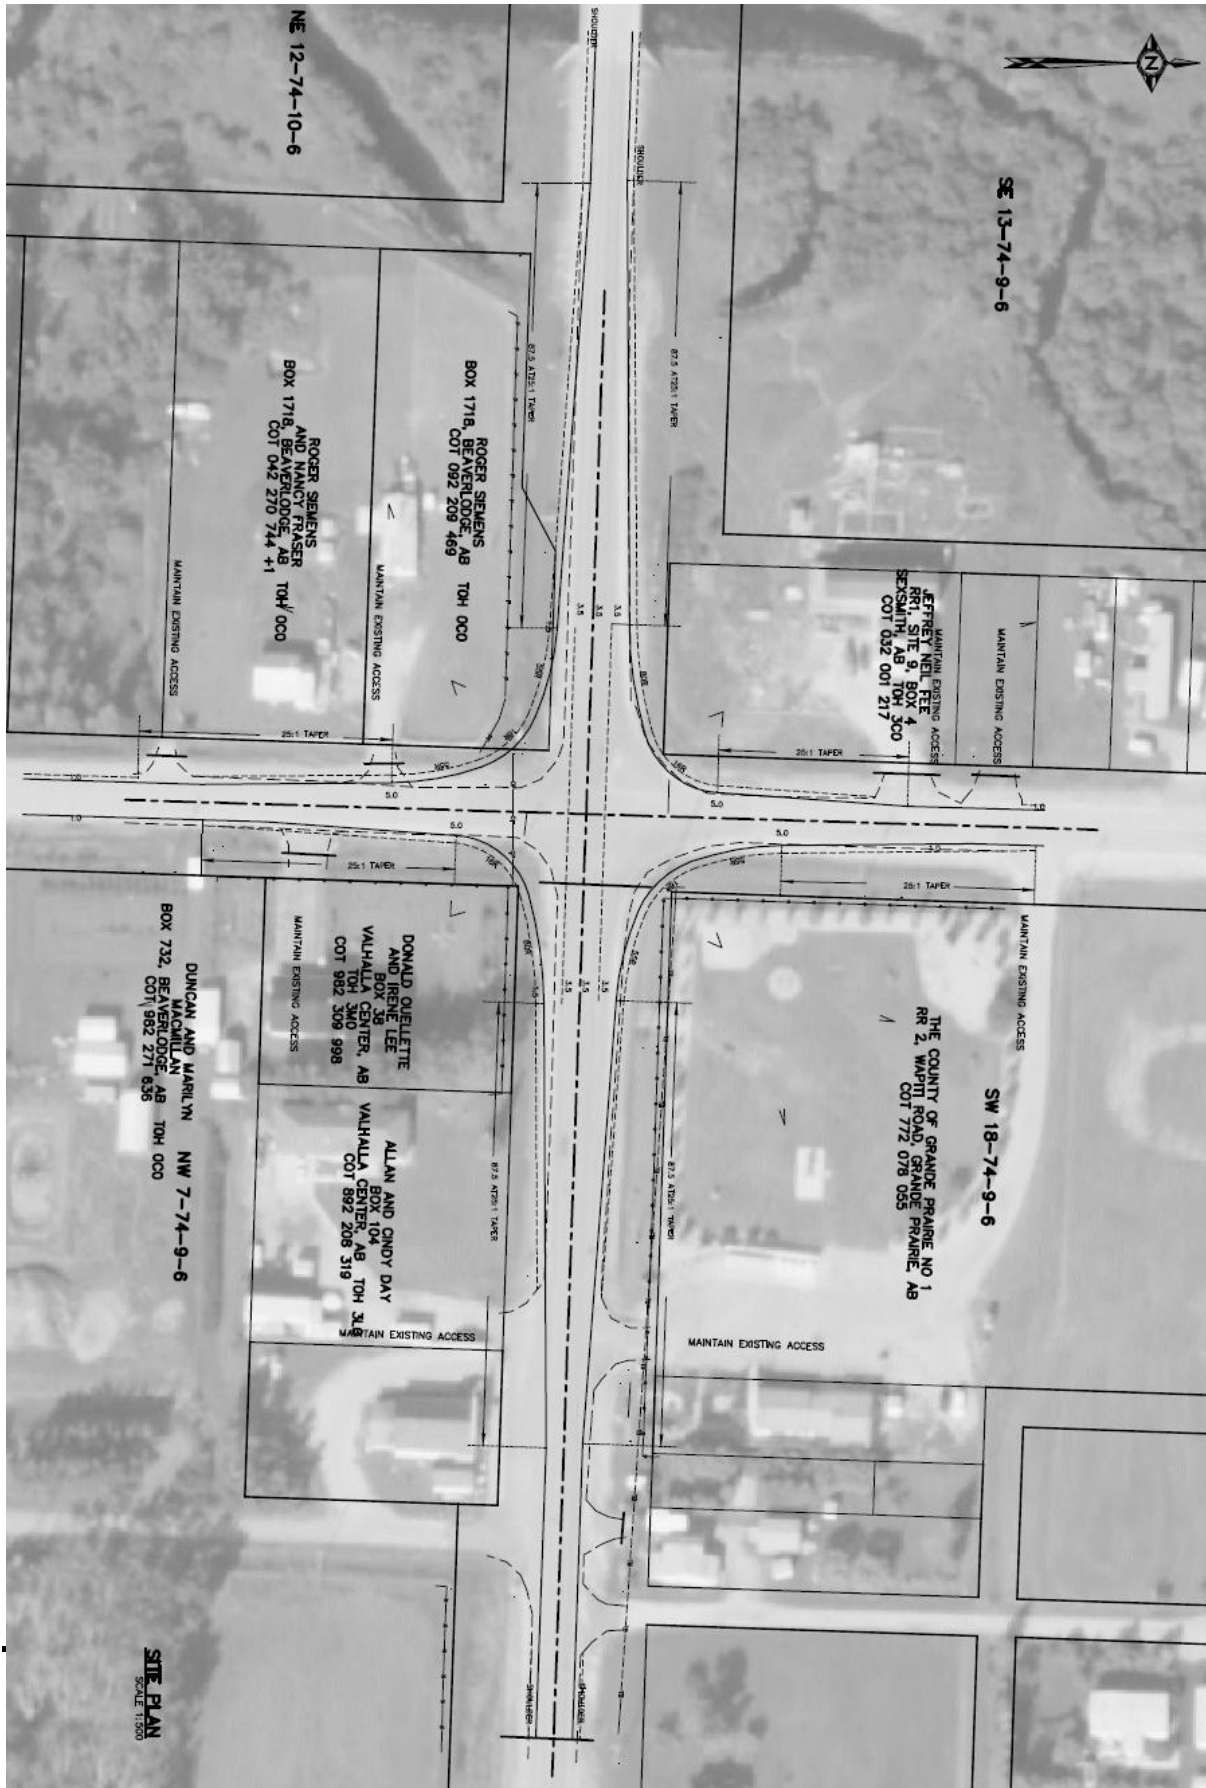 N
NE 12-74-10-6
SHOULDER
SHOULDER
SE 13-74-9-6
87.5 AT25:1 TAPER
87.5 AT25:1 TAPER
ROGER SIEMENS
BOX 1718, BEAVERLODGE, AB T0H 0C0
COT 092 209 469
ROGER SIEMENS
AND NANCY FRASER
BOX 1718, BEAVERLODGE, AB T0H 0C0
COT 042 270 744 +1
MAINTAIN EXISTING ACCESS
MAINTAIN EXISTING ACCESS
JEFFREY NEIL FEE
RR1, SITE 9, BOX 4
SEXSMITH, AB T0H 3C0
COT 032 001 217
MAINTAIN EXISTING ACCESS
MAINTAIN EXISTING ACCESS
3.5
3.5
3.5
25:1 TAPER
25:1 TAPER
5.0
5.0
1.0
1.0
1.0
5.0
5.0
25:1 TAPER
25:1 TAPER
MAINTAIN EXISTING ACCESS
MAINTAIN EXISTING ACCESS
3.5
3.5
3.5
DONALD OUELLETTE
AND IRENE LEE
BOX 38
VALHALLA CENTER, AB
T0H 3M0
COT 982 309 998
DUNCAN AND MARILYN
MACMILLAN
BOX 732, BEAVERLODGE, AB T0H 0C0
COT 982 271 636
NW 7-74-9-6
THE COUNTY OF GRANDE PRAIRIE NO 1
RR 2, WAPITI ROAD, GRANDE PRAIRIE, AB
COT 772 078 055
SW 18-74-9-6
ALLAN AND CINDY DAY
BOX 104
VALHALLA CENTER, AB T0H
COT 892 208 319
87.5 AT25:1 TAPER
87.5 AT25:1 TAPER
MAINTAIN EXISTING ACCESS
MAINTAIN EXISTING ACCESS
SHOULDER
SHOULDER
SITE PLAN
SCALE 1:500